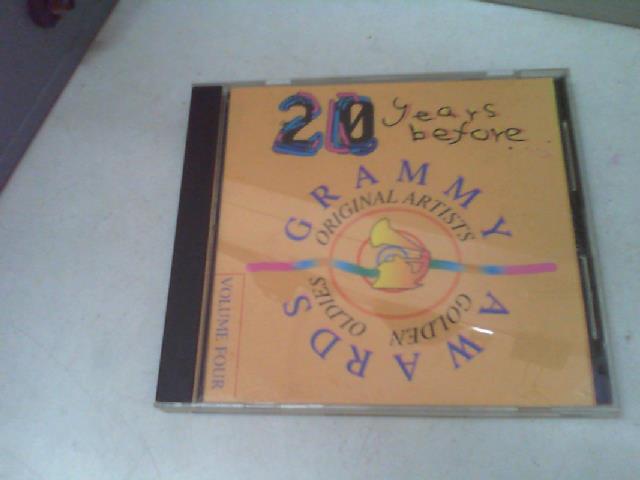 20 years
before
GRAMMY
ORIGINAL ARTISTS
GOLDEN OLDIES
AWARDS
VOLUME FOUR